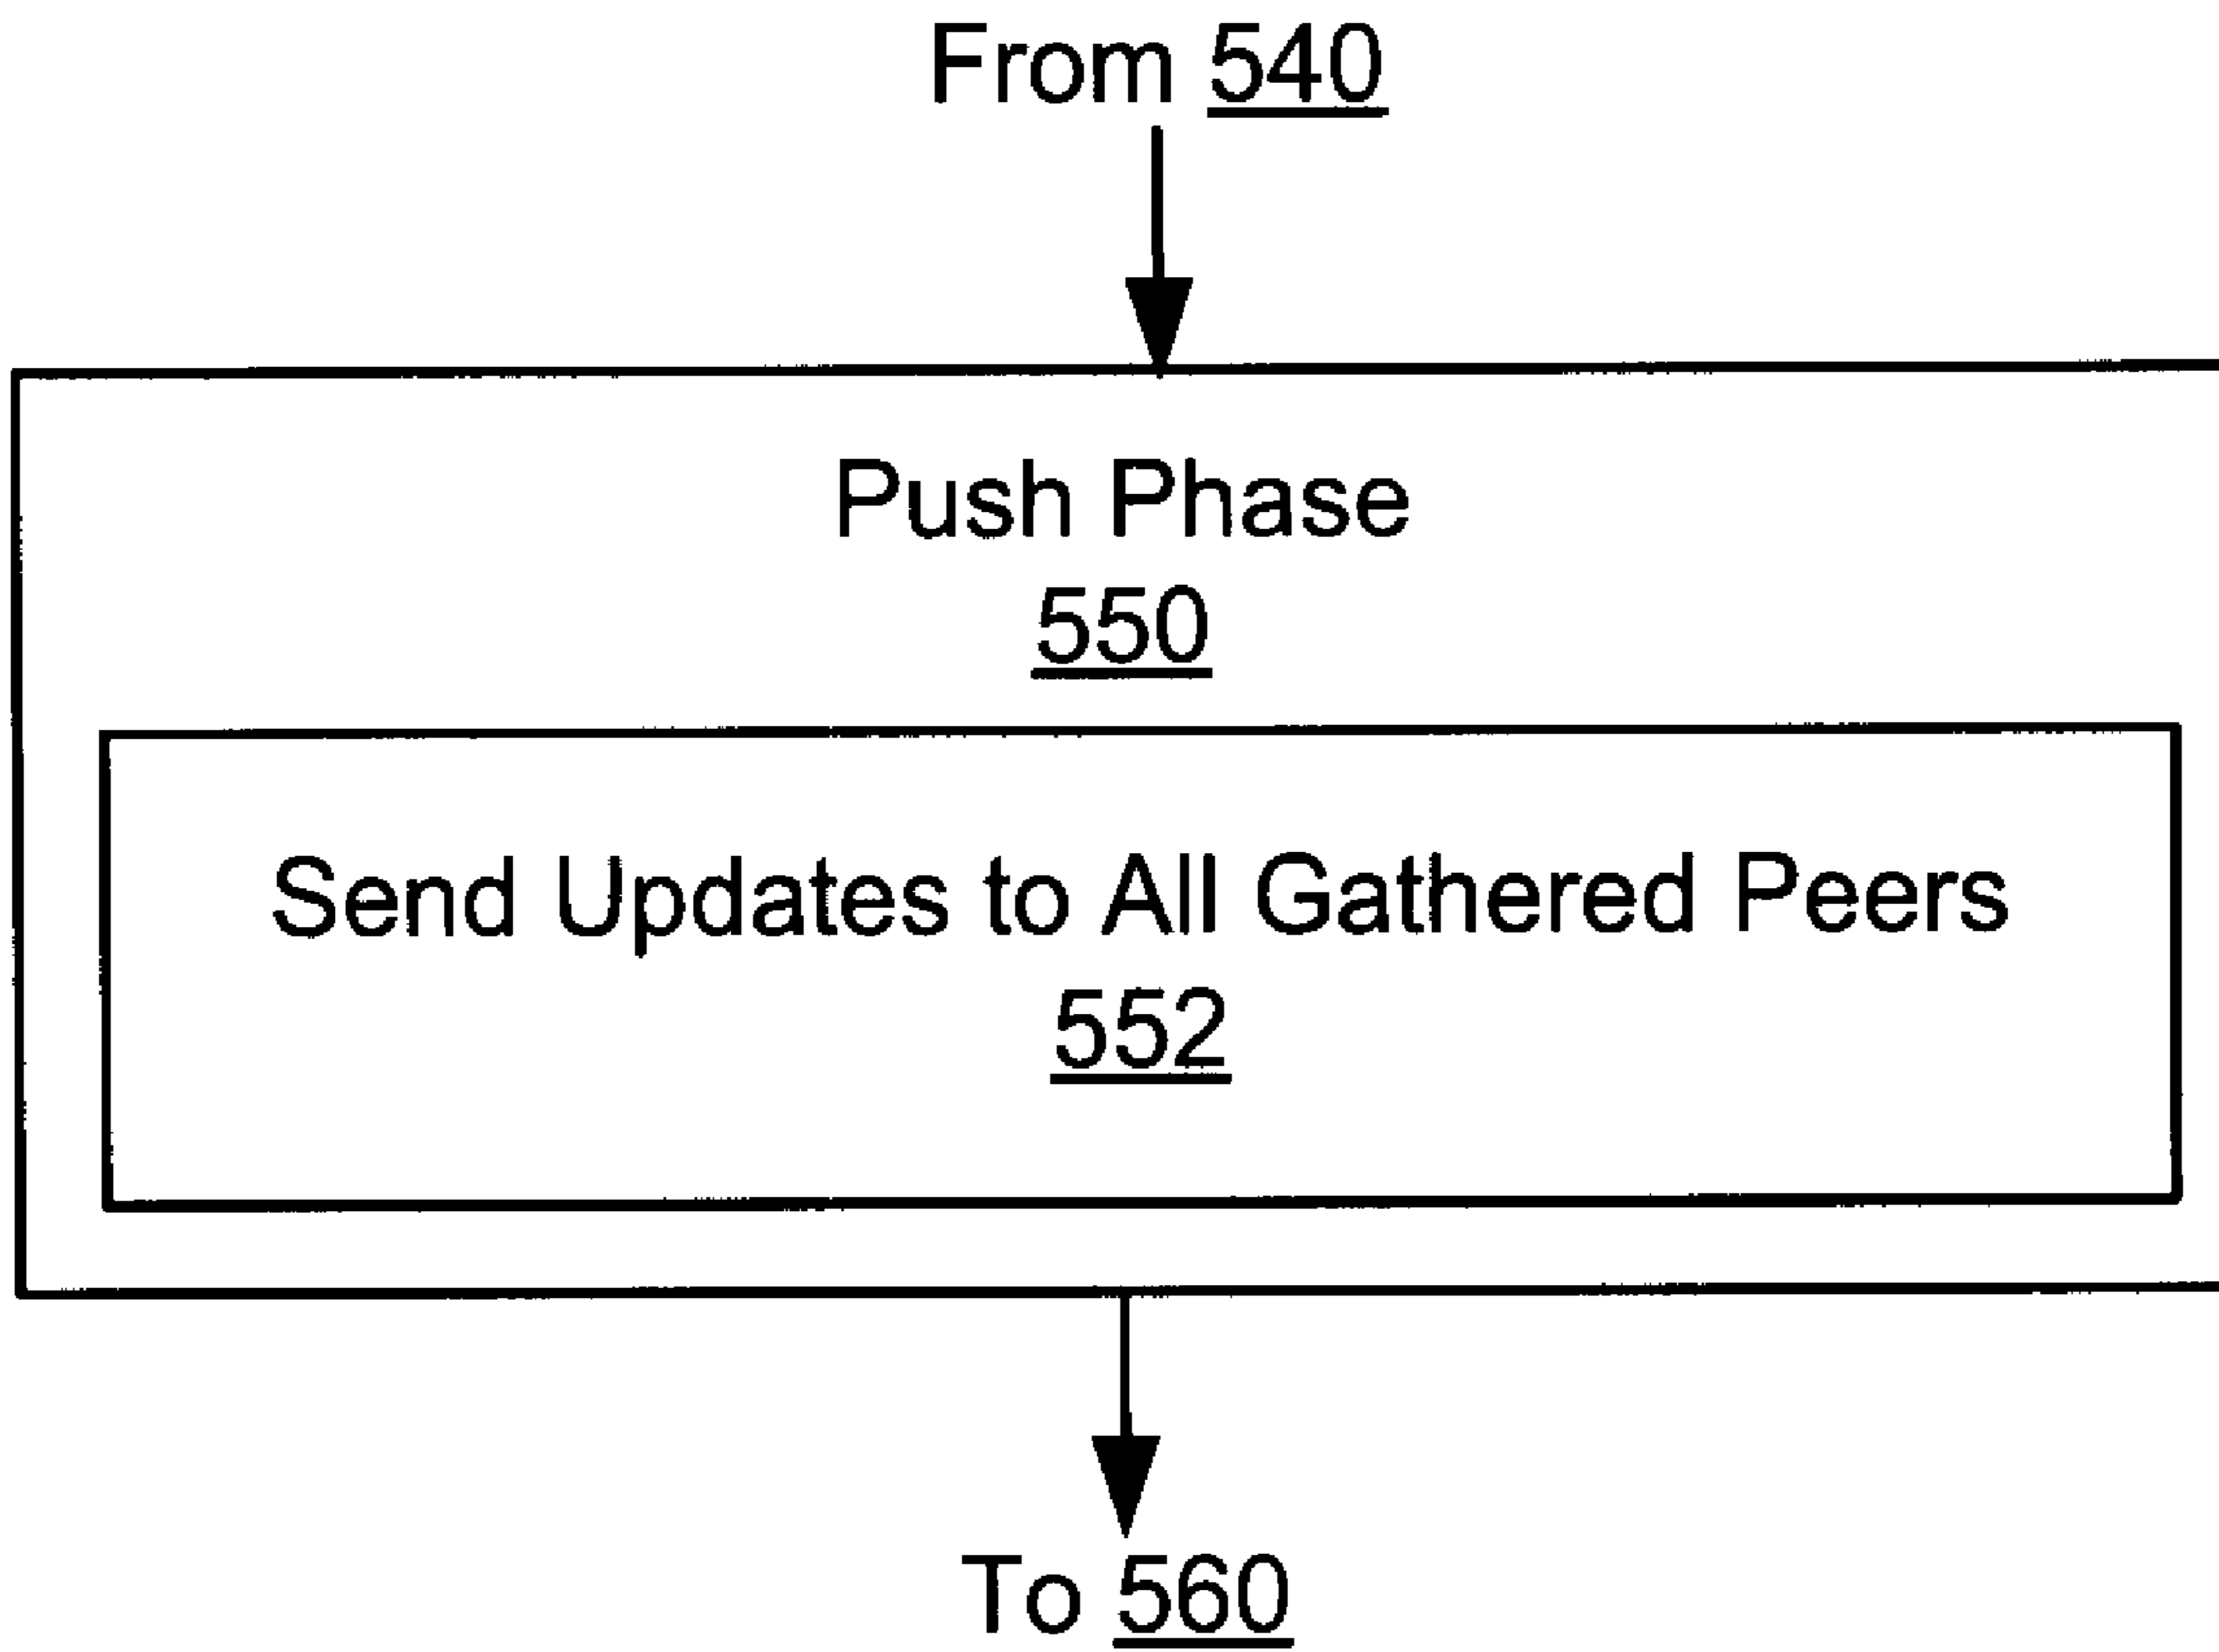 From 540
Push Phase
550
Send Updates to All Gathered Peers
552
To 560